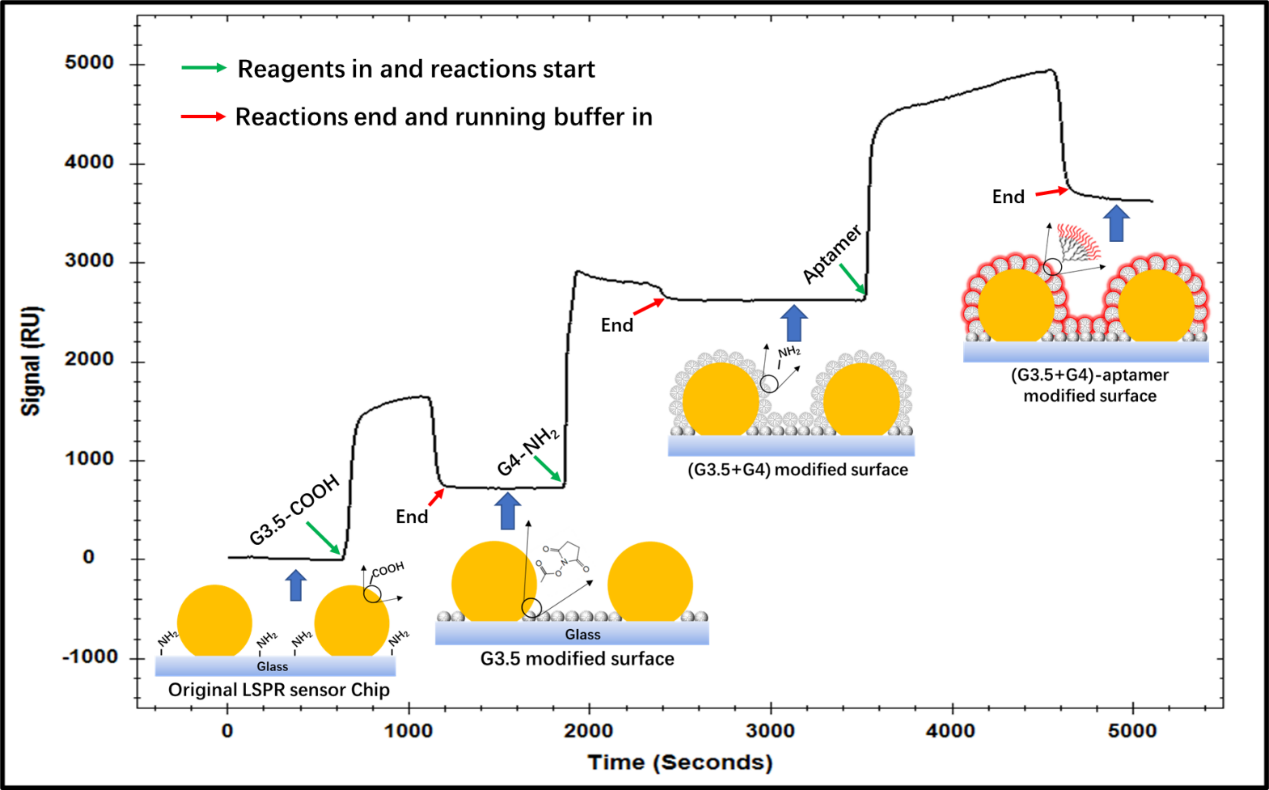 Reagents in and reactions start
Reactions end and running buffer in
Signal (RU)
5000
4000
3000
2000
1000
0
-1000
G3.5-COOH
End
G4-NH₂
End
Aptamer
End
COOH
NH₂
NH₂
NH₂
NH₂
Glass
Original LSPR sensor Chip
O
N
O
O
O
Glass
G3.5 modified surface
NH₂
(G3.5+G4) modified surface
(G3.5+G4)-aptamer
modified surface
0
1000
2000
3000
4000
5000
Time (Seconds)